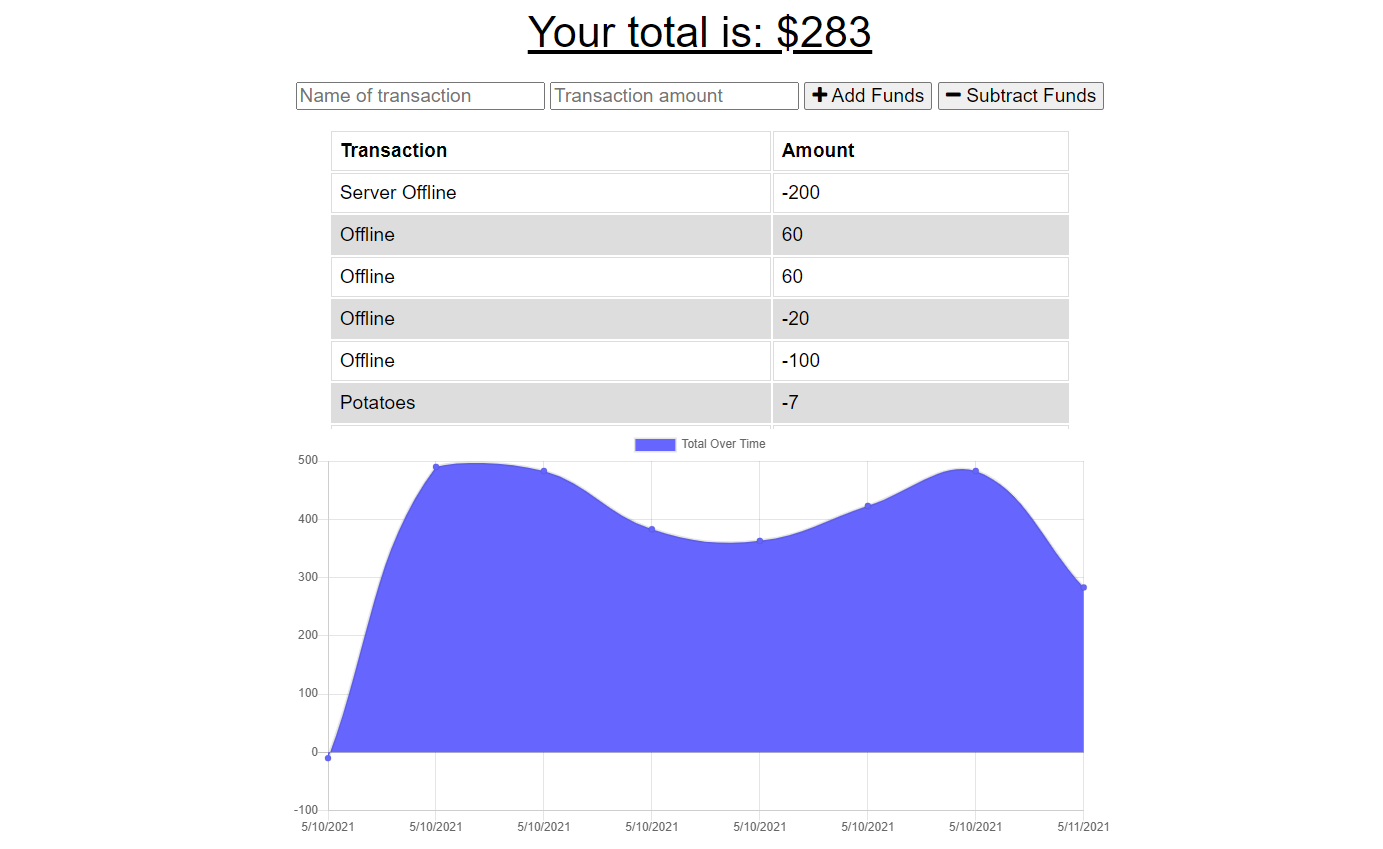 Your total is: $283
Name of transaction Transaction amount Add Funds Subtract Funds
Transaction Amount
Server Offline -200
Offline 60
Offline 60
Offline -20
Offline -100
Potatoes -7
Total Over Time
500
400
300
200
100
0
-100
5/10/2021 5/10/2021 5/10/2021 5/10/2021 5/10/2021 5/10/2021 5/10/2021 5/11/2021